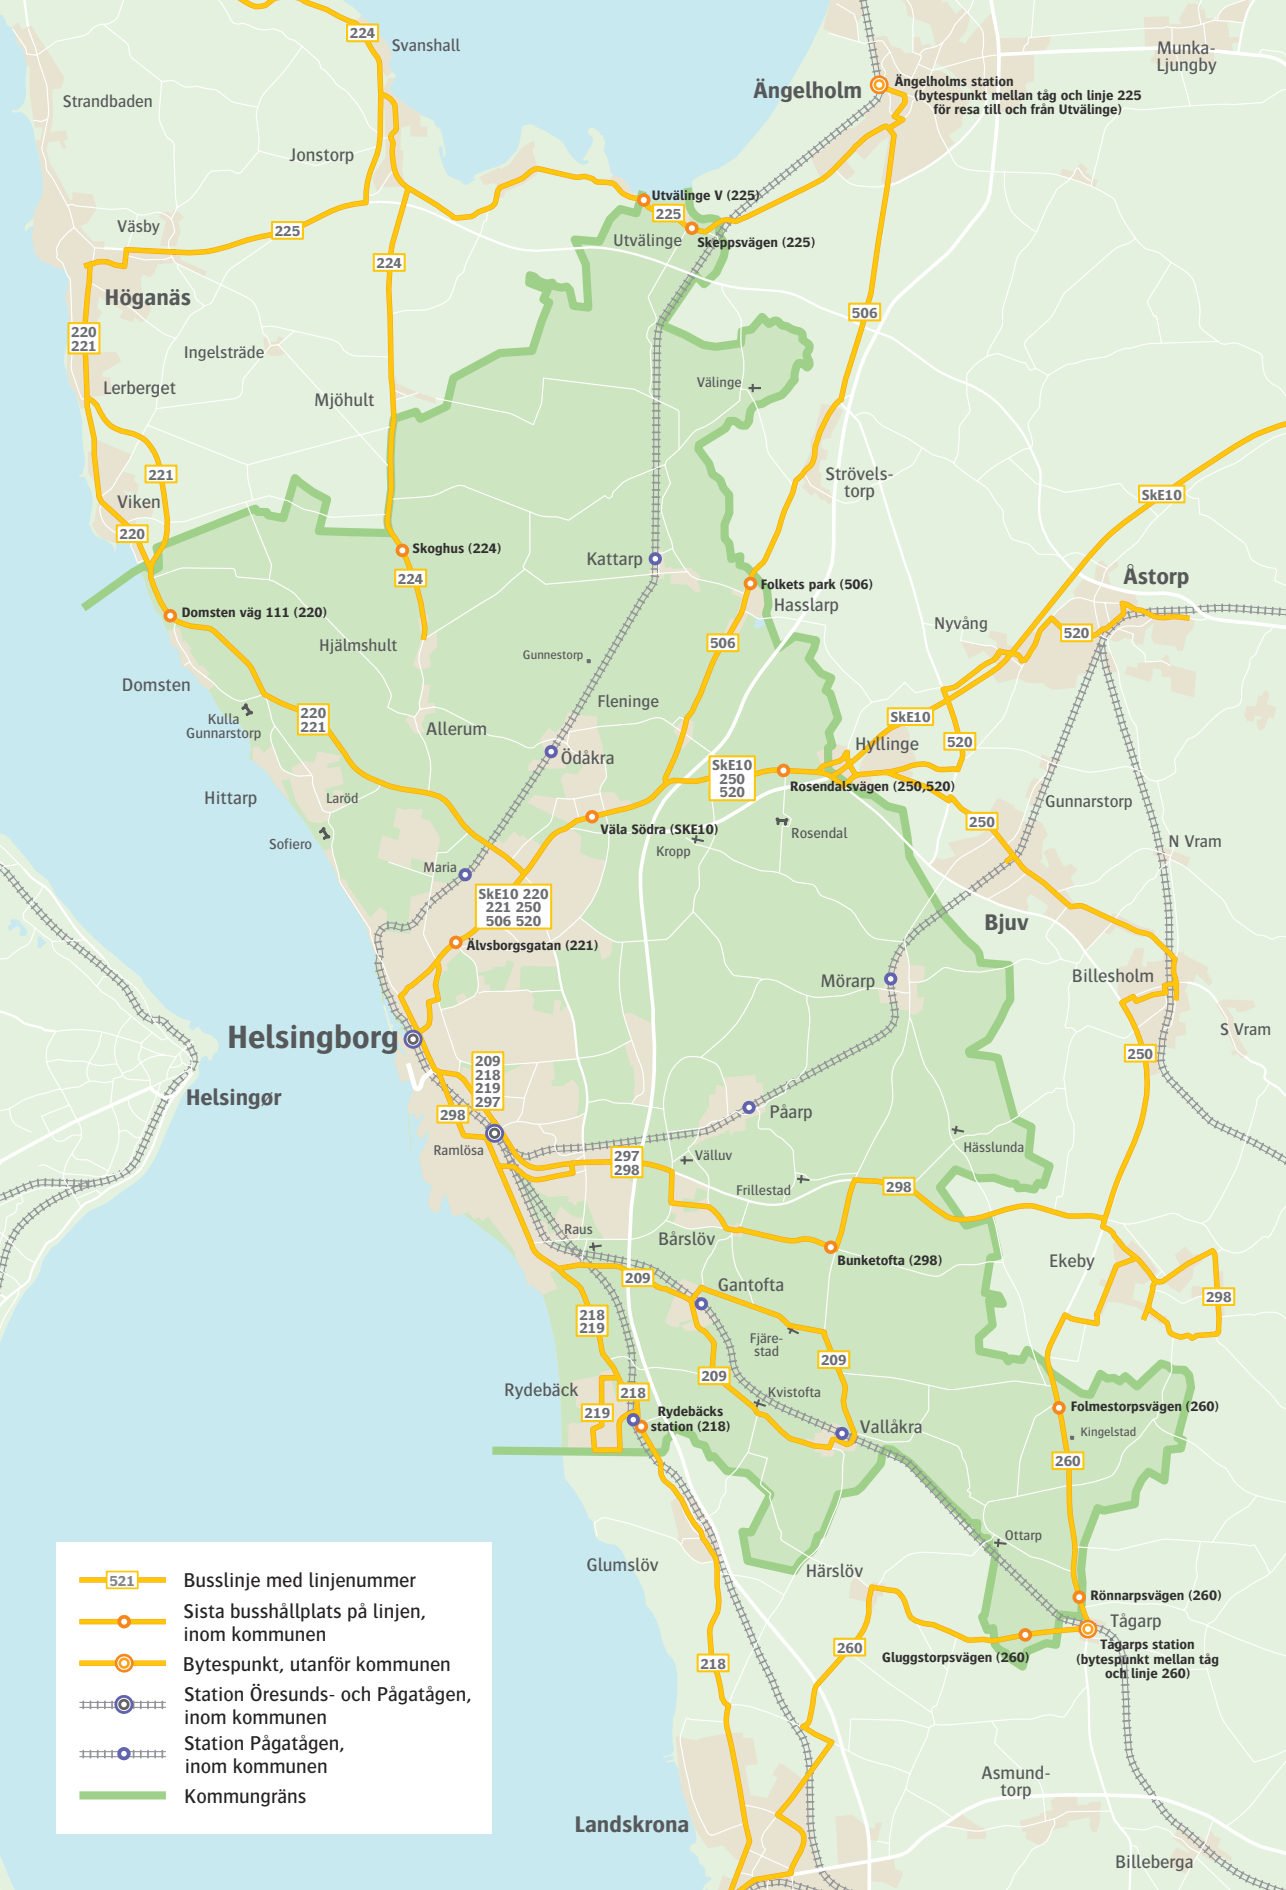 224
Svanshall
Munka-
Ljungby
Ängelholm
Ängelholms station
(bytespunkt mellan tåg och linje 225
för resa till och från Utvälinge)
Strandbaden
Jonstorp
Utvälinge V (225)
225
Väsby
225
Utvälinge
Skeppsvägen (225)
224
Höganäs
506
220
221
Ingelsträde
Lerberget
Mjöhult
Välinge
221
Strövels-
torp
SkE10
Viken
220
Skoghus (224)
Kattarp
224
Folkets park (506)
Åstorp
Domsten väg 111 (220)
Hasslarp
Nyvång
520
Hjälmshult
506
Gunnestorp
Domsten
Fleninge
Kulla
Gunnarstorp
220
221
SkE10
Allerum
Hyllinge
520
Ödåkra
SkE10
250
520
Rosendalsvägen (250,520)
Hittarp
Laröd
Gunnarstorp
Väla Södra (SKE10)
250
Sofiero
Kropp
Rosendal
N Vram
Maria
SkE10 220
221 250
506 520
Bjuv
Älvsborgsgatan (221)
Mörarp
Billesholm
Helsingborg
S Vram
209
218
219
297
250
Helsingør
298
Påarp
Ramlösa
Välluv
Hässlunda
297
298
Frillestad
298
Raus
Bårslöv
Bunketofta (298)
Ekeby
209
Gantofta
298
218
219
Fjäre-
stad
209
209
Rydebäck
218
Kvistofta
219
Rydebäcks
station (218)
Folmestorpsvägen (260)
Vallåkra
Kingelstad
260
Ottarp
Glumslöv
Härslöv
Rönnarpsvägen (260)
Tågarp
260
Gluggstorpsvägen (260)
Tågarps station
(bytespunkt mellan tåg
och linje 260)
218
Asmund-
torp
Landskrona
Billeberga
521
Busslinje med linjenummer
Sista busshållplats på linjen,
inom kommunen
Bytespunkt, utanför kommunen
Station Öresunds- och Pågatågen,
inom kommunen
Station Pågatågen,
inom kommunen
Kommungräns